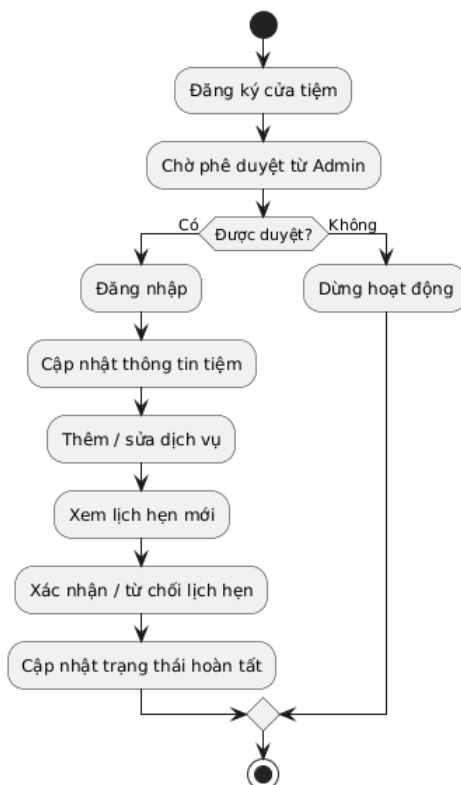 Đăng ký cửa tiệm
Chờ phê duyệt từ Admin
Có
Được duyệt?
Không
Đăng nhập
Dừng hoạt động
Cập nhật thông tin tiệm
Thêm / sửa dịch vụ
Xem lịch hẹn mới
Xác nhận / từ chối lịch hẹn
Cập nhật trạng thái hoàn tất